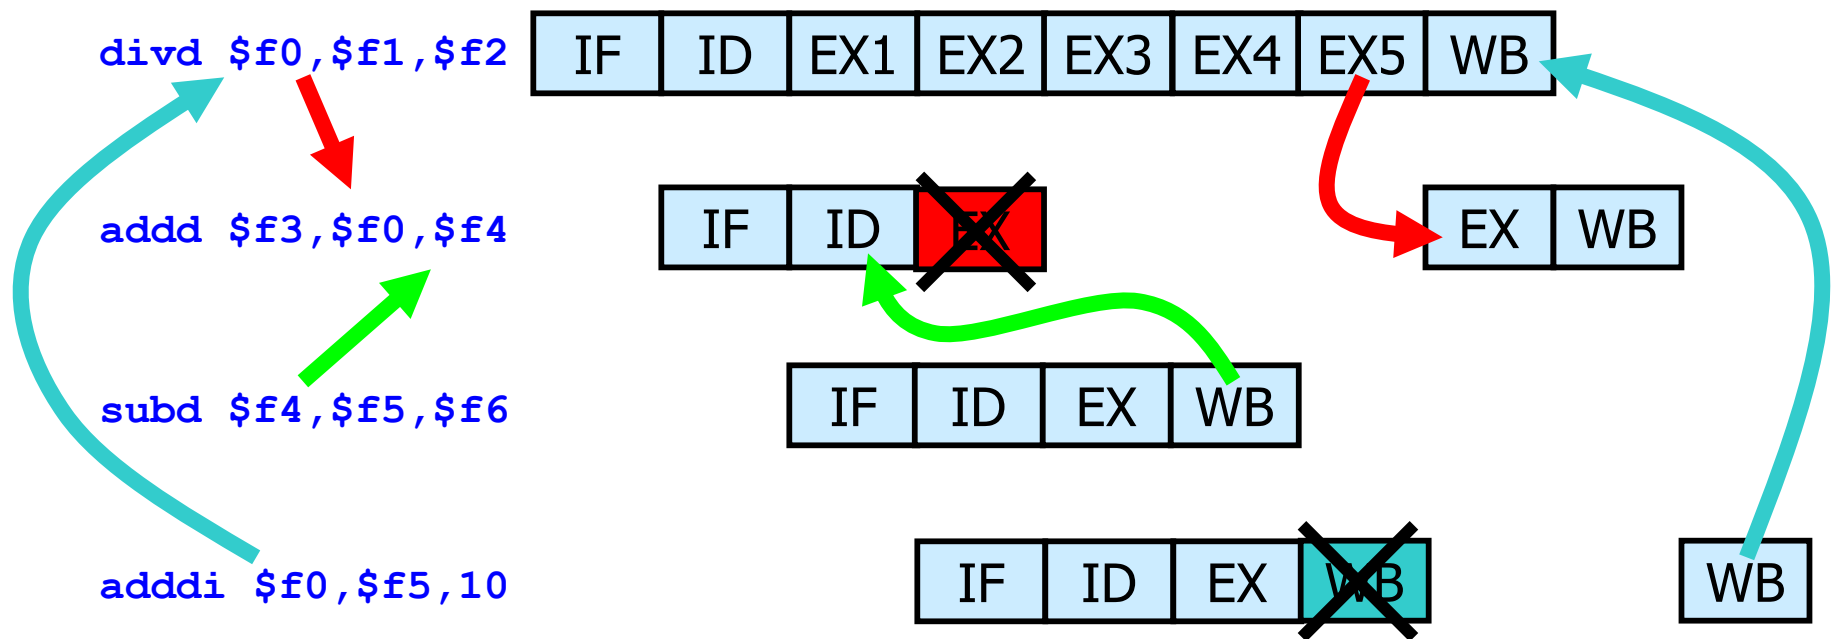 divd $f0,$f1,$f2 IF ID EX1 EX2 EX3 EX4 EX5 WB
addd $f3,$f0,$f4 IF ID EX EX WB
subd $f4,$f5,$f6 IF ID EX WB
adddi $f0,$f5,10 IF ID EX WB WB